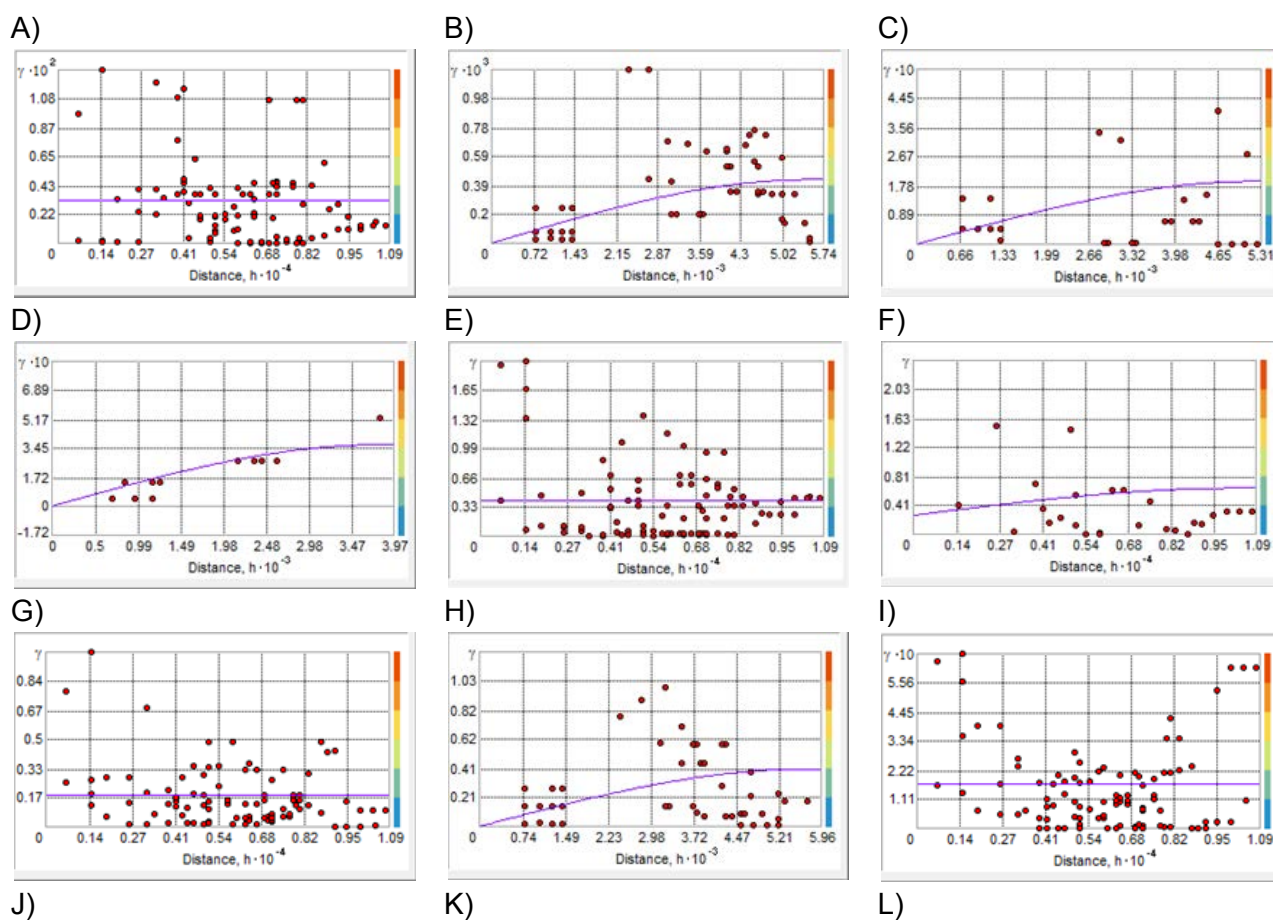 A)
B)
C)
γ·10²
1.08
0.87
0.65
0.43
0.22
0 0.14 0.27 0.41 0.54 0.68 0.82 0.95 1.09
Distance, h·10⁻⁴
γ·10³
0.98
0.78
0.59
0.39
0.2
0 0.72 1.43 2.15 2.87 3.59 4.3 5.02 5.74
Distance, h·10⁻³
γ·10
4.45
3.56
2.67
1.78
0.89
0 0.66 1.33 1.99 2.66 3.32 3.98 4.65 5.31
Distance, h·10⁻³
D)
E)
F)
γ·10
6.89
5.17
3.45
1.72
0
-1.72
0 0.5 0.99 1.49 1.98 2.48 2.98 3.47 3.97
Distance, h·10⁻³
γ
1.65
1.32
0.99
0.66
0.33
0 0.14 0.27 0.41 0.54 0.68 0.82 0.95 1.09
Distance, h·10⁻⁴
γ
2.03
1.63
1.22
0.81
0.41
0 0.14 0.27 0.41 0.54 0.68 0.82 0.95 1.09
Distance, h·10⁻⁴
G)
H)
I)
γ
0.84
0.67
0.5
0.33
0.17
0 0.14 0.27 0.41 0.54 0.68 0.82 0.95 1.09
Distance, h·10⁻⁴
γ
1.03
0.82
0.62
0.41
0.21
0 0.74 1.49 2.23 2.98 3.72 4.47 5.21 5.96
Distance, h·10⁻³
γ·10
5.56
4.45
3.34
2.22
1.11
0 0.14 0.27 0.41 0.54 0.68 0.82 0.95 1.09
Distance, h·10⁻⁴
J)
K)
L)